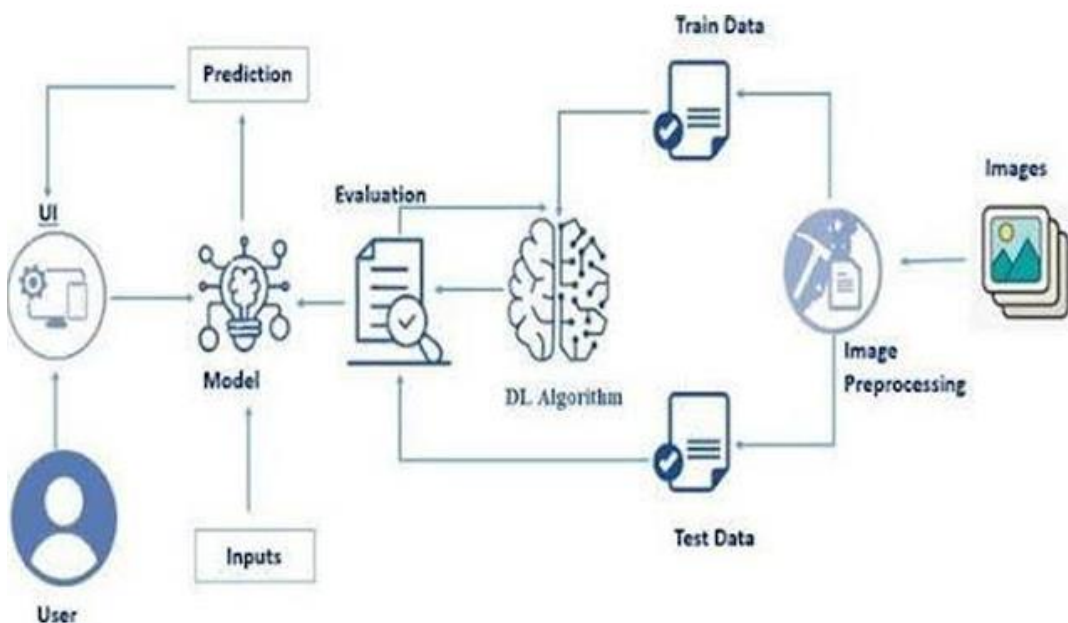 Train Data
Prediction
Images
Evaluation
UI
Image
Preprocessing
Model
DL Algorithm
Test Data
Inputs
User